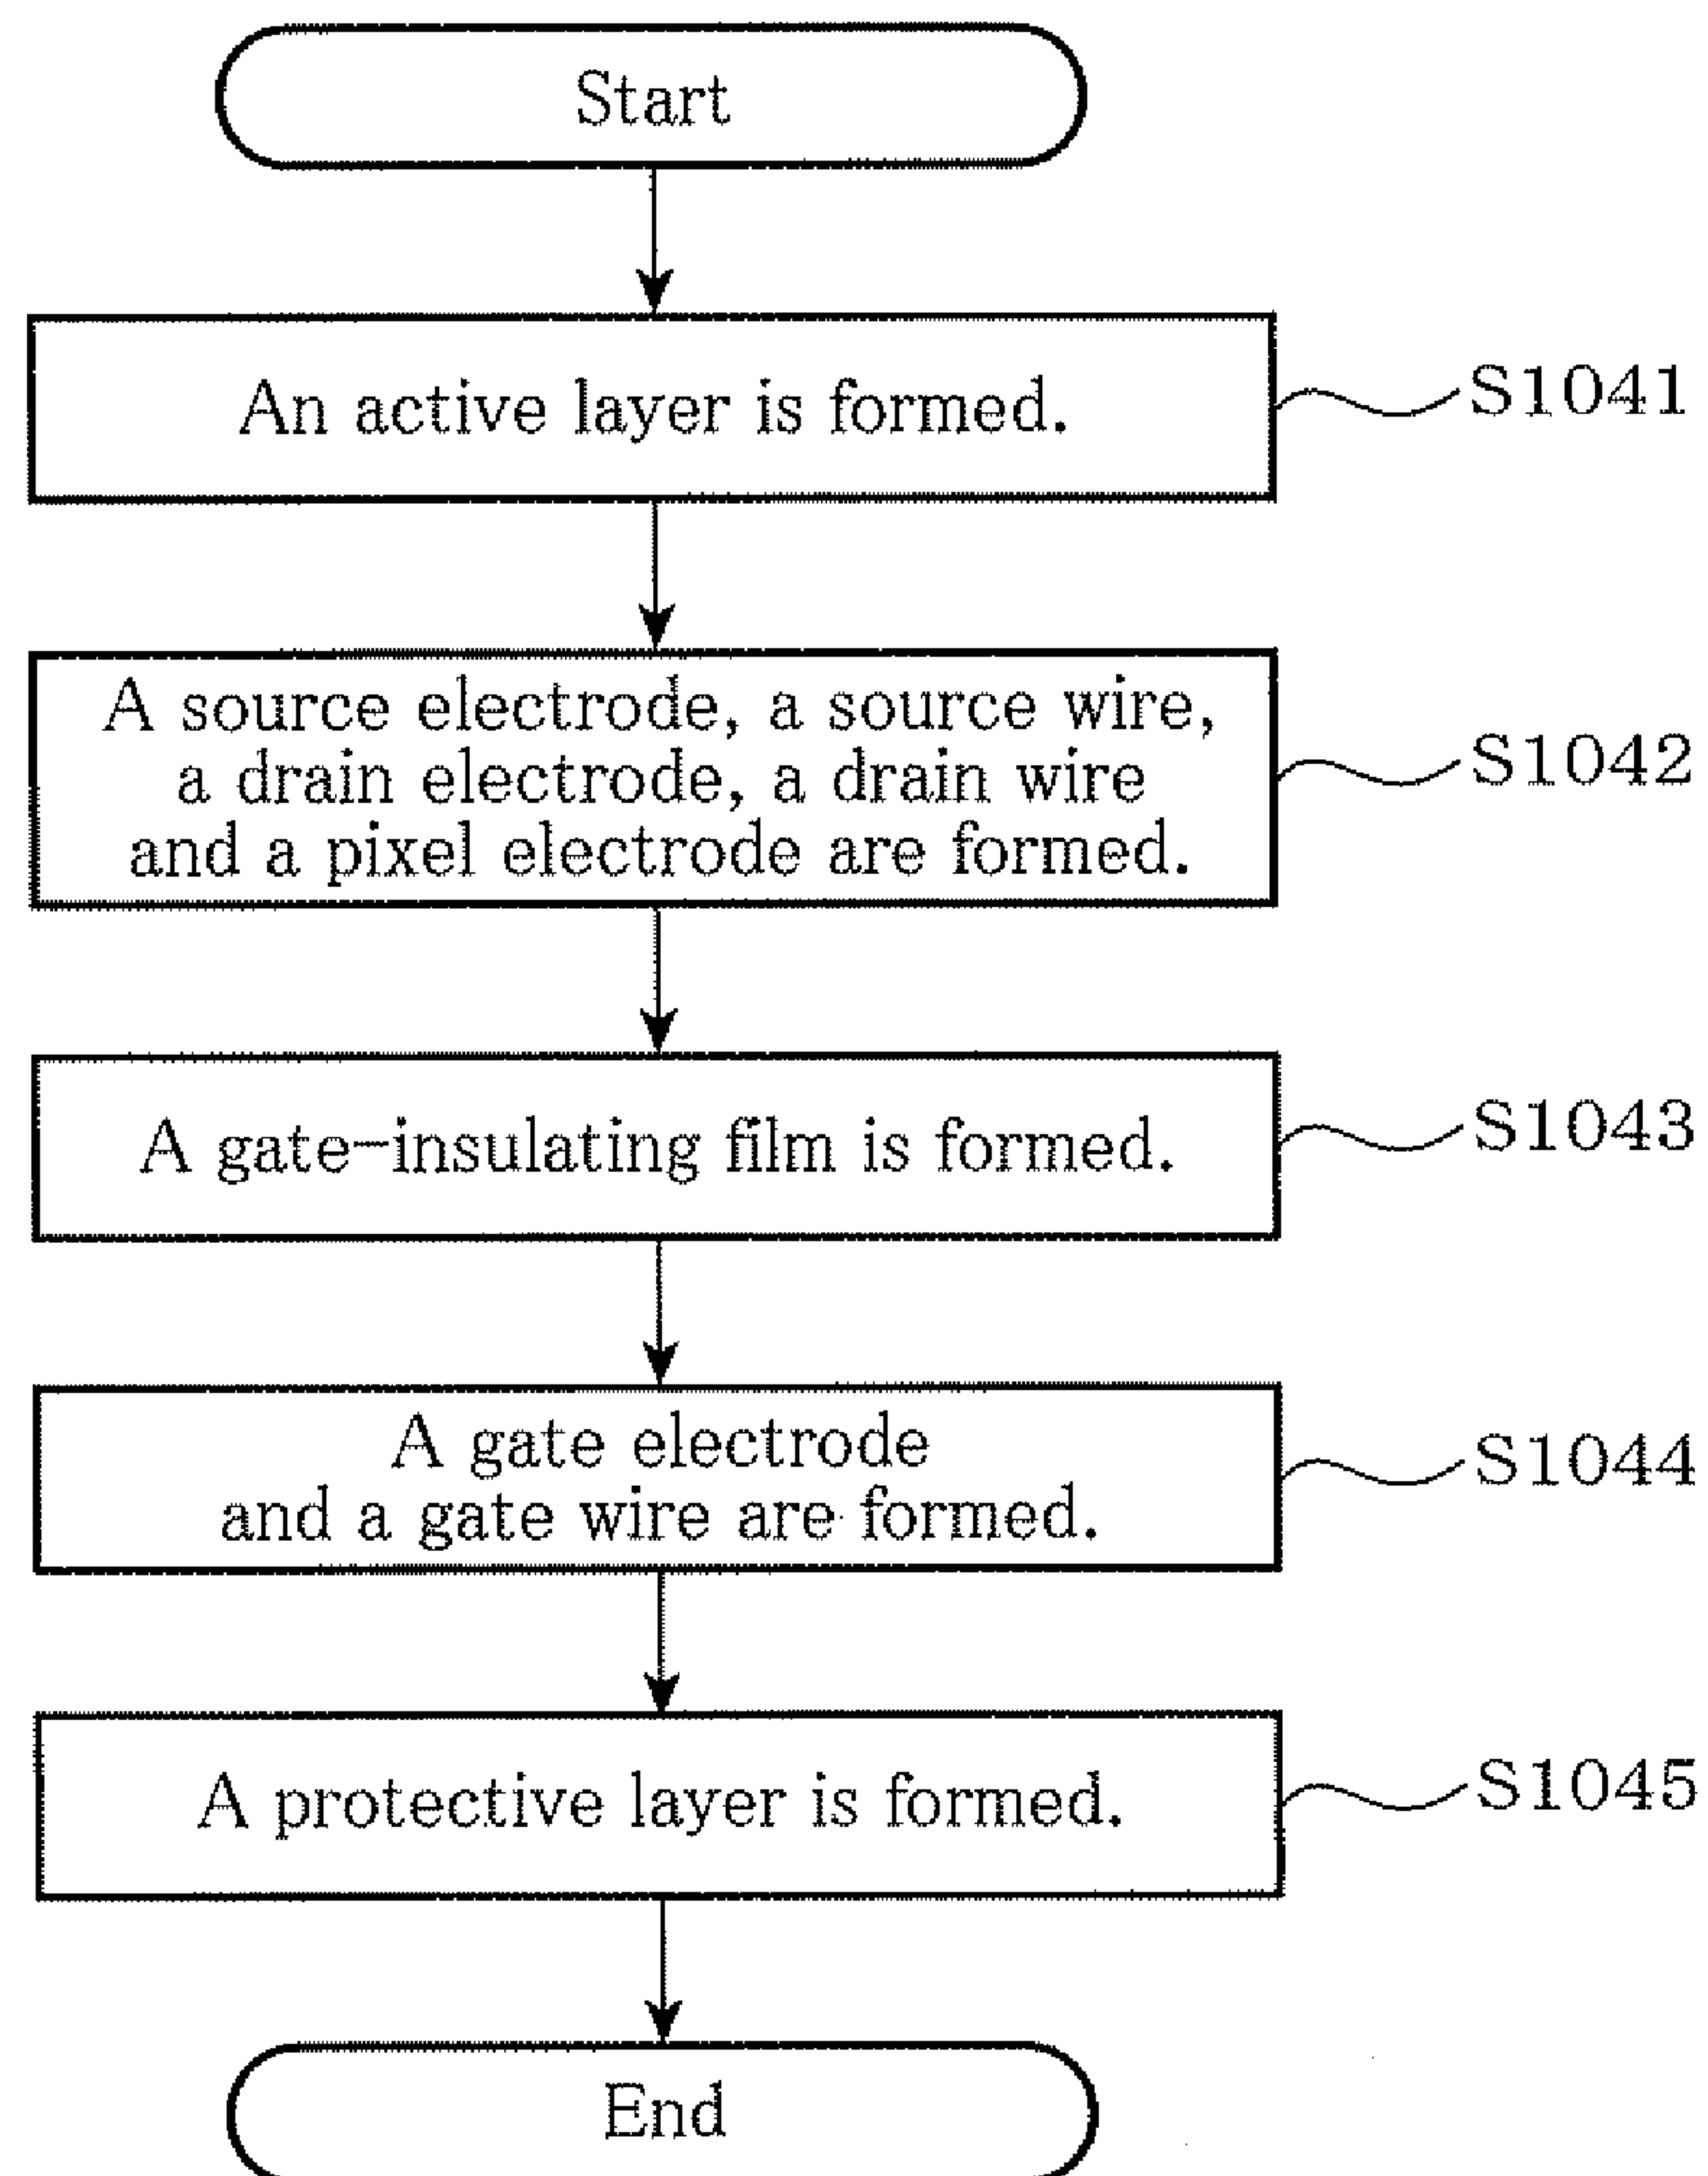 Start
An active layer is formed.
S1041
A source electrode, a source wire,
a drain electrode, a drain wire
and a pixel electrode are formed.
S1042
A gate-insulating film is formed.
S1043
A gate electrode
and a gate wire are formed.
S1044
A protective layer is formed.
S1045
End